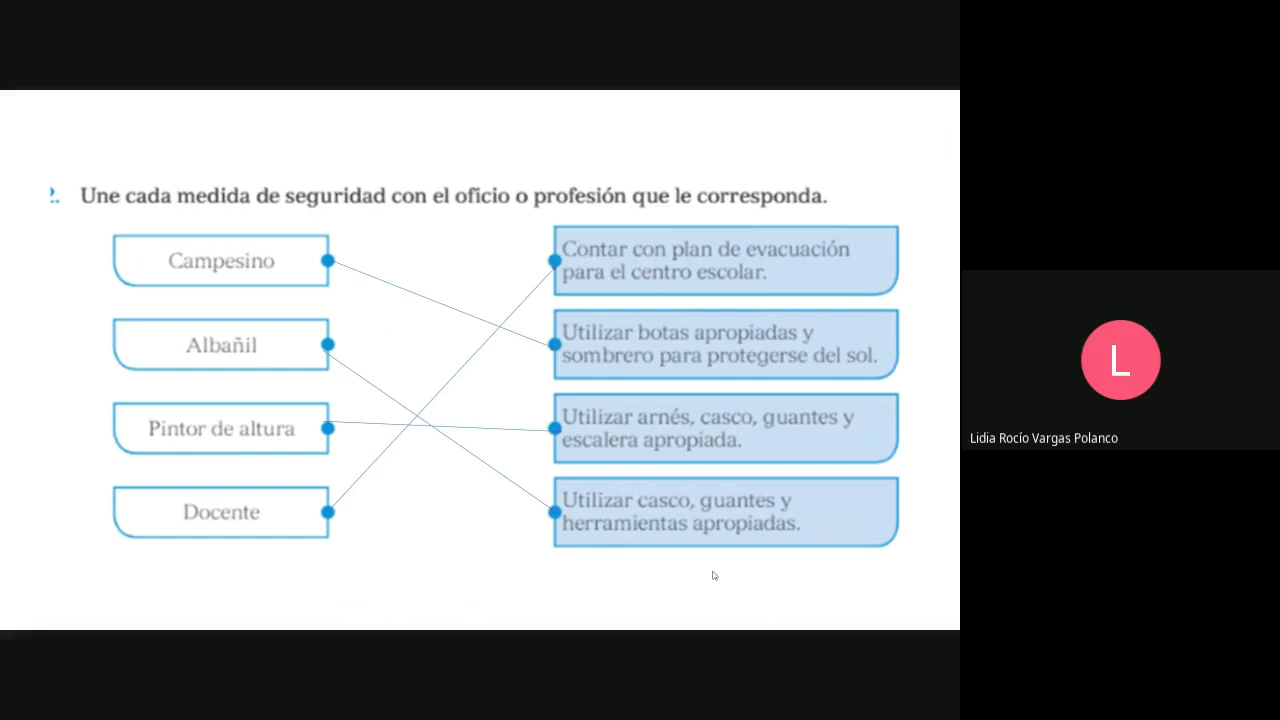 2. Une cada medida de seguridad con el oficio o profesión que le corresponda.
Campesino
Albañil
Pintor de altura
Docente
Contar con plan de evacuación
para el centro escolar.
Utilizar botas apropiadas y
sombrero para protegerse del sol.
Utilizar arnés, casco, guantes y
escalera apropiada.
Utilizar casco, guantes y
herramientas apropiadas.
L
Lidia Rocío Vargas Polanco